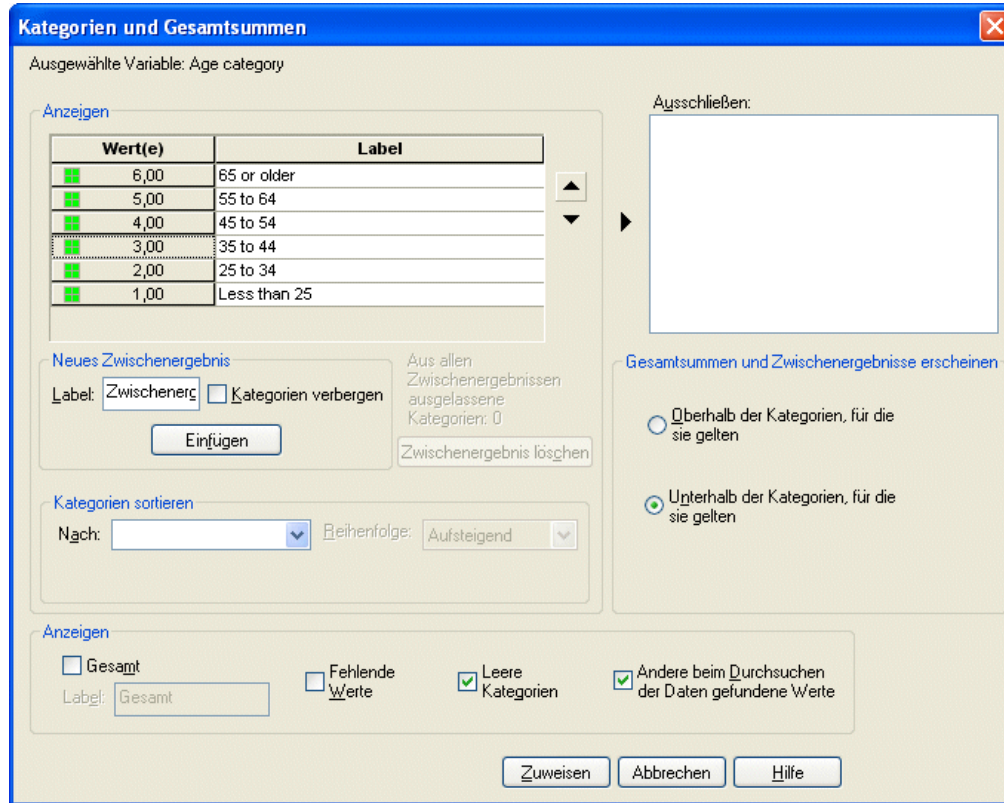 Kategorien und Gesamtsummen
Ausgewählte Variable: Age category
Anzeigen
Wert(e) Label
6,00 65 or older
5,00 55 to 64
4,00 45 to 54
3,00 35 to 44
2,00 25 to 34
1,00 Less than 25
Ausschließen:
Neues Zwischenergebnis
Label: Zwischenerg
Kategorien verbergen
Einfügen
Aus allen
Zwischenergebnissen
ausgelassene
Kategorien: 0
Zwischenergebnis löschen
Gesamtsummen und Zwischenergebnisse erscheinen
Oberhalb der Kategorien, für die
sie gelten
Unterhalb der Kategorien, für die
sie gelten
Kategorien sortieren
Nach:
Reihenfolge: Aufsteigend
Anzeigen
Gesamt
Label: Gesamt
Fehlende
Werte
Leere
Kategorien
Andere beim Durchsuchen
der Daten gefundene Werte
Zuweisen
Abbrechen
Hilfe